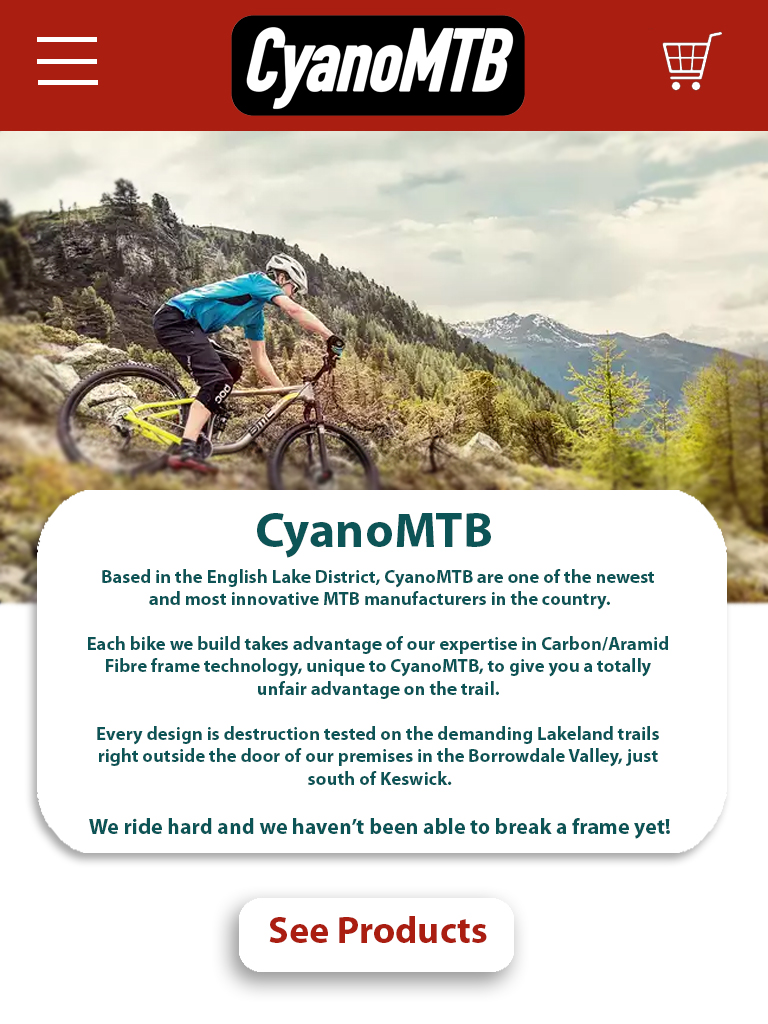 CyanoMTB
poc
BMC
CyanoMTB
Based in the English Lake District, CyanoMTB are one of the newest
and most innovative MTB manufacturers in the country.
Each bike we build takes advantage of our expertise in Carbon/Aramid
Fibre frame technology, unique to CyanoMTB, to give you a totally
unfair advantage on the trail.
Every design is destruction tested on the demanding Lakeland trails
right outside the door of our premises in the Borrowdale Valley, just
south of Keswick.
We ride hard and we haven’t been able to break a frame yet!
See Products